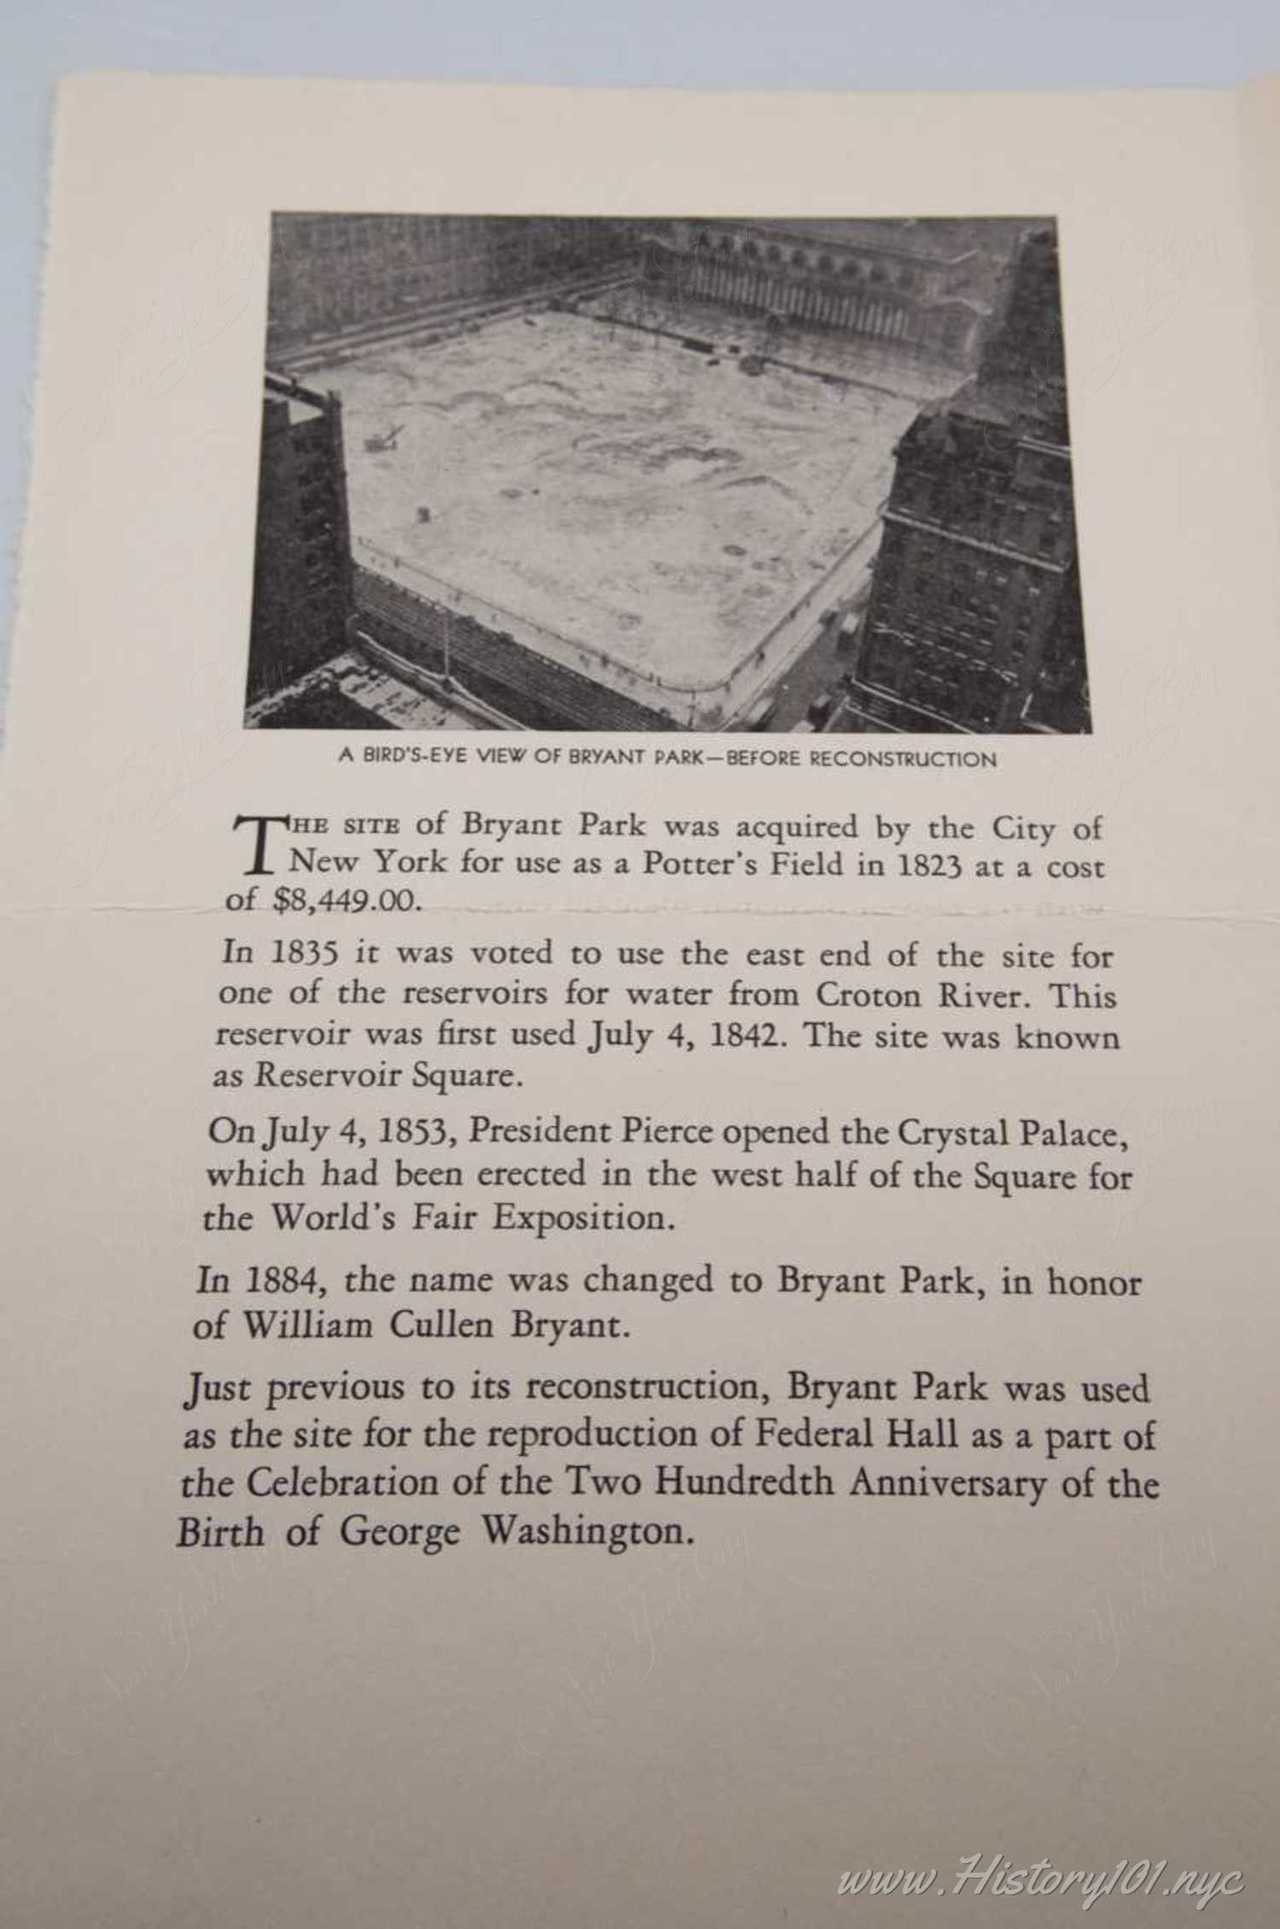 A BIRD'S-EYE VIEW OF BRYANT PARK—BEFORE RECONSTRUCTION
THE SITE of Bryant Park was acquired by the City of
New York for use as a Potter's Field in 1823 at a cost
of $8,449.00.
In 1835 it was voted to use the east end of the site for
one of the reservoirs for water from Croton River. This
reservoir was first used July 4, 1842. The site was known
as Reservoir Square.
On July 4, 1853, President Pierce opened the Crystal Palace,
which had been erected in the west half of the Square for
the World's Fair Exposition.
In 1884, the name was changed to Bryant Park, in honor
of William Cullen Bryant.
Just previous to its reconstruction, Bryant Park was used
as the site for the reproduction of Federal Hall as a part of
the Celebration of the Two Hundredth Anniversary of the
Birth of George Washington.
www.History101.nyc